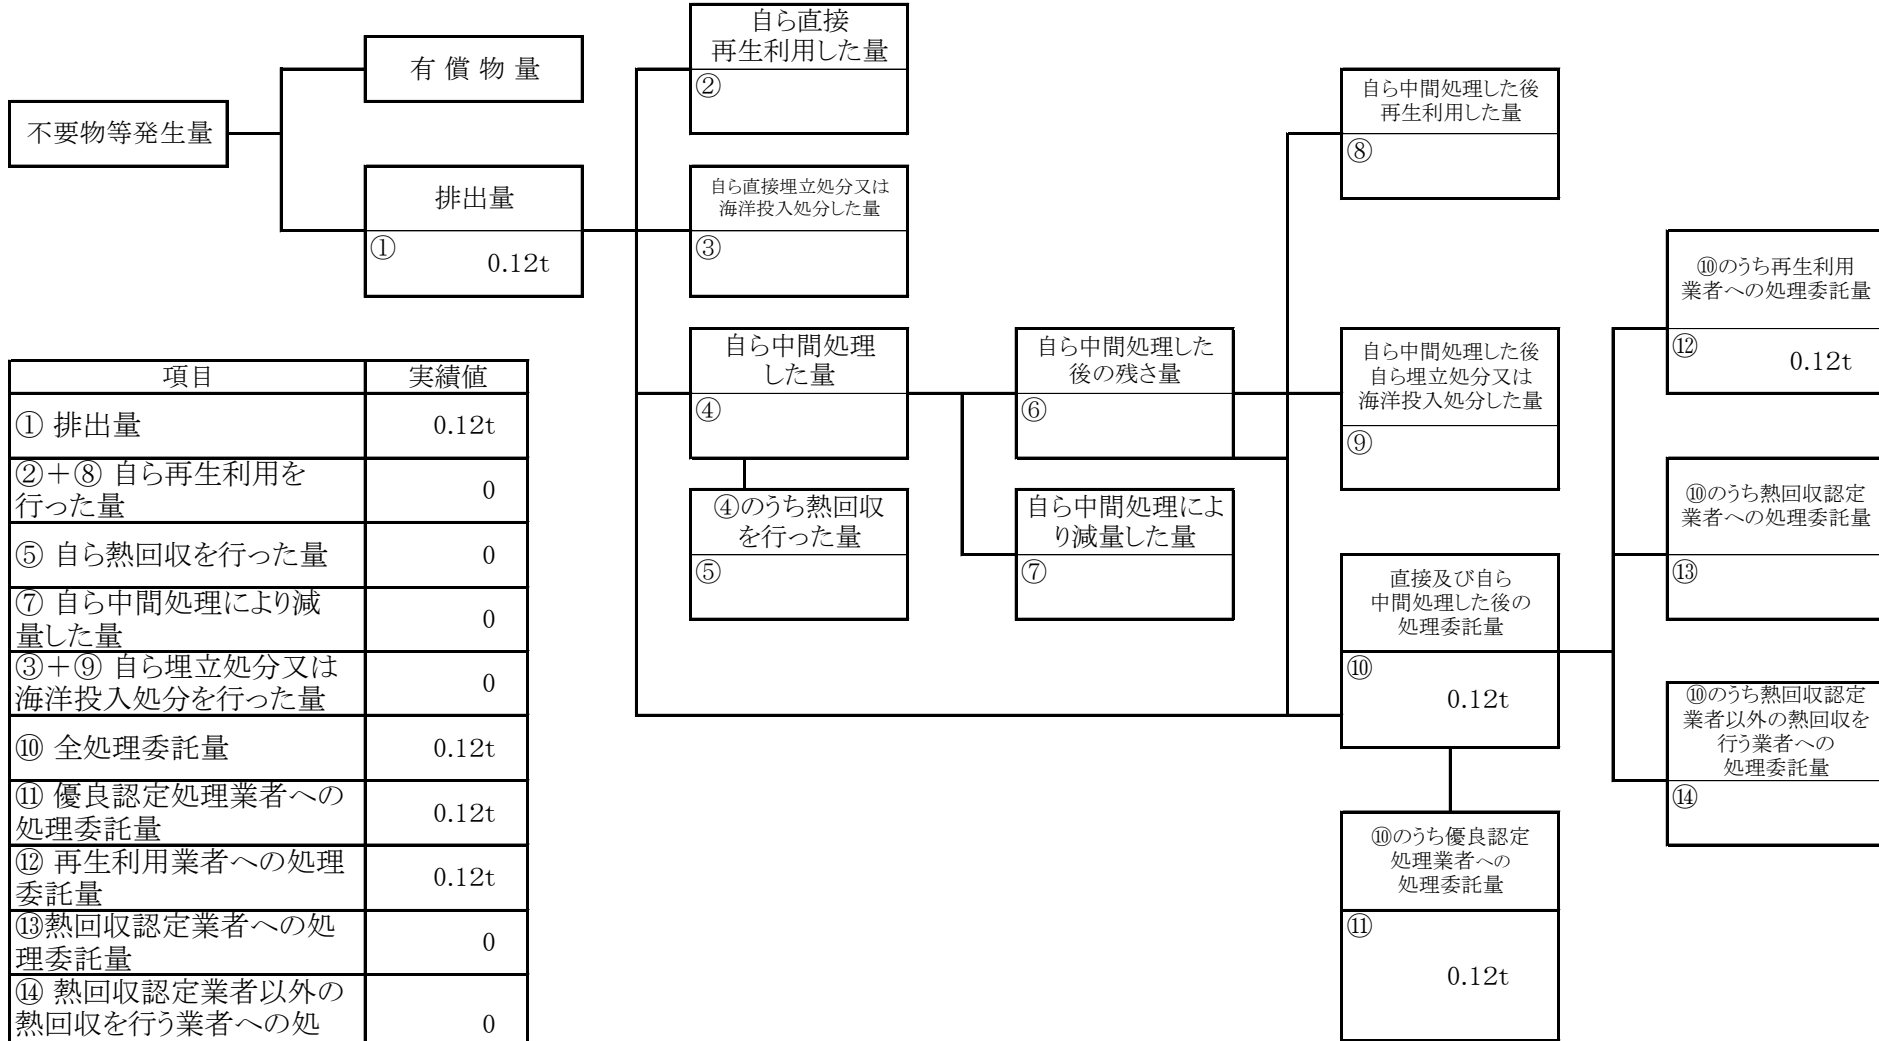 不要物等発生量
有 償 物 量
排出量
①
0.12t
自ら直接
再生利用した量
②
自ら直接埋立処分又は
海洋投入処分した量
③
自ら中間処理
した量
④
④のうち熱回収
を行った量
⑤
自ら中間処理した
後の残さ量
⑥
自ら中間処理によ
り減量した量
⑦
自ら中間処理した後
再生利用した量
⑧
自ら中間処理した後
自ら埋立処分又は
海洋投入処分した量
⑨
直接及び自ら
中間処理した後の
処理委託量
⑩
0.12t
⑩のうち優良認定
処理業者への
処理委託量
⑪
0.12t
⑩のうち再生利用
業者への処理委託量
⑫
0.12t
⑩のうち熱回収認定
業者への処理委託量
⑬
⑩のうち熱回収認定
業者以外の熱回収を
行う業者への
処理委託量
⑭
項目 実績値
① 排出量 0.12t
②＋⑧ 自ら再生利用を
行った量 0
⑤ 自ら熱回収を行った量 0
⑦ 自ら中間処理により減
量した量 0
③＋⑨ 自ら埋立処分又は
海洋投入処分を行った量 0
⑩ 全処理委託量 0.12t
⑪ 優良認定処理業者への
処理委託量 0.12t
⑫ 再生利用業者への処理
委託量 0.12t
⑬熱回収認定業者への処
理委託量 0
⑭ 熱回収認定業者以外の
熱回収を行う業者への処 0